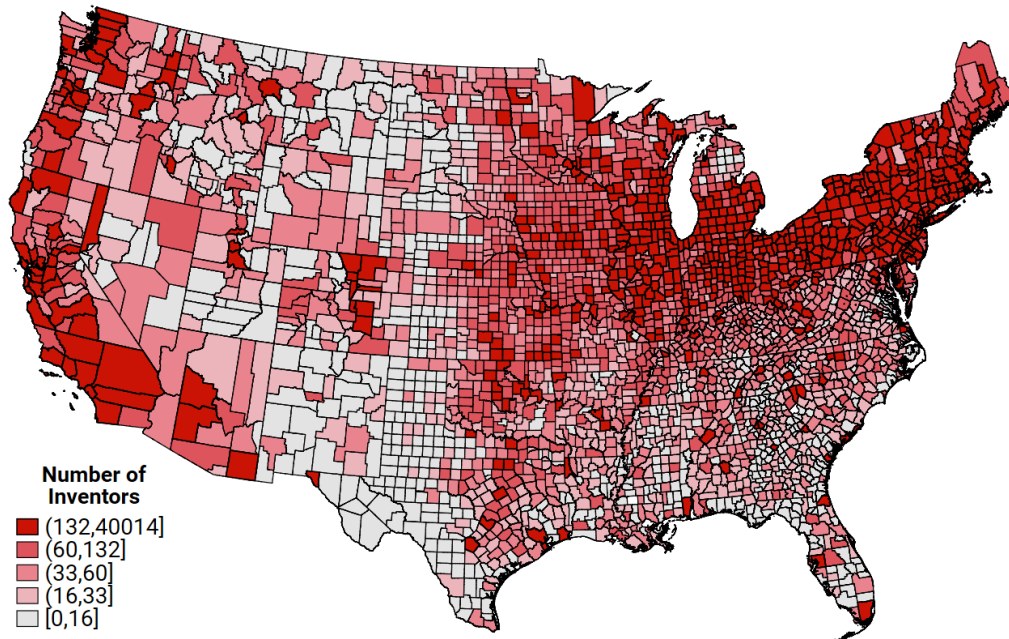 Number of
Inventors
(132,40014]
(60,132]
(33,60]
(16,33]
[0,16]